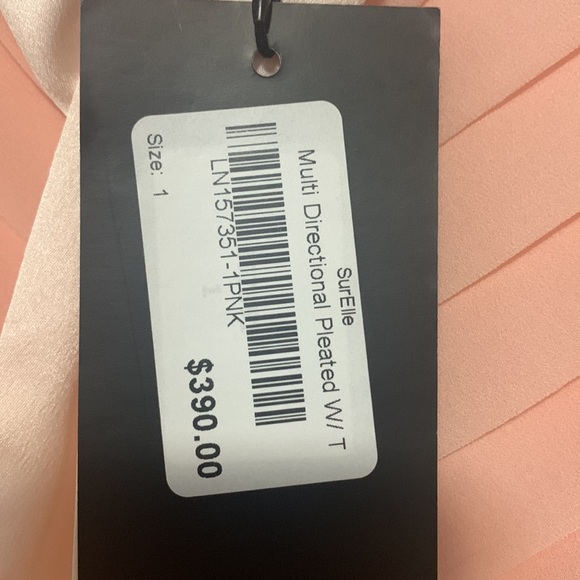 SurElle
Multi Directional Pleated W/ T
LN157351-1PNK
$390.00
Size: 1